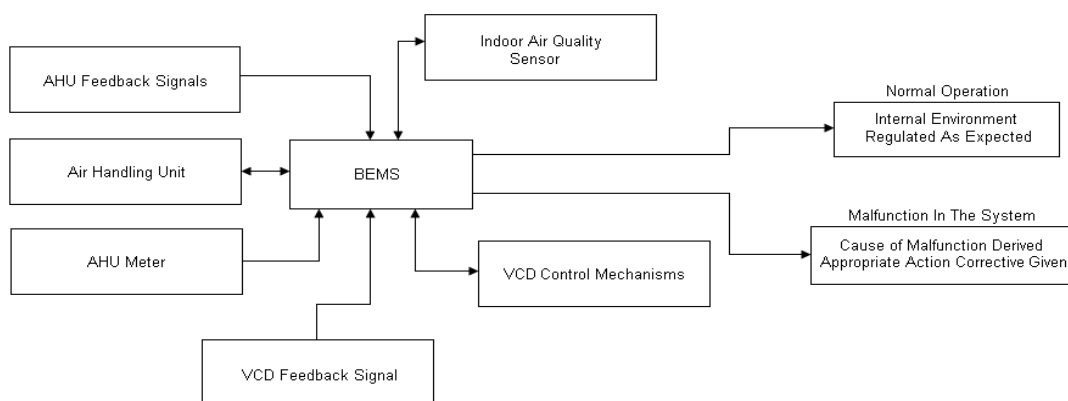 Indoor Air Quality
Sensor
AHU Feedback Signals
Normal Operation
Internal Environment
Regulated As Expected
Air Handling Unit
BEMS
Malfunction In The System
Cause of Malfunction Derived
Appropriate Action Corrective Given
AHU Meter
VCD Control Mechanisms
VCD Feedback Signal